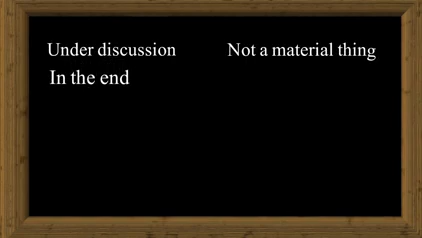 Under discussion
Not a material thing
In the end